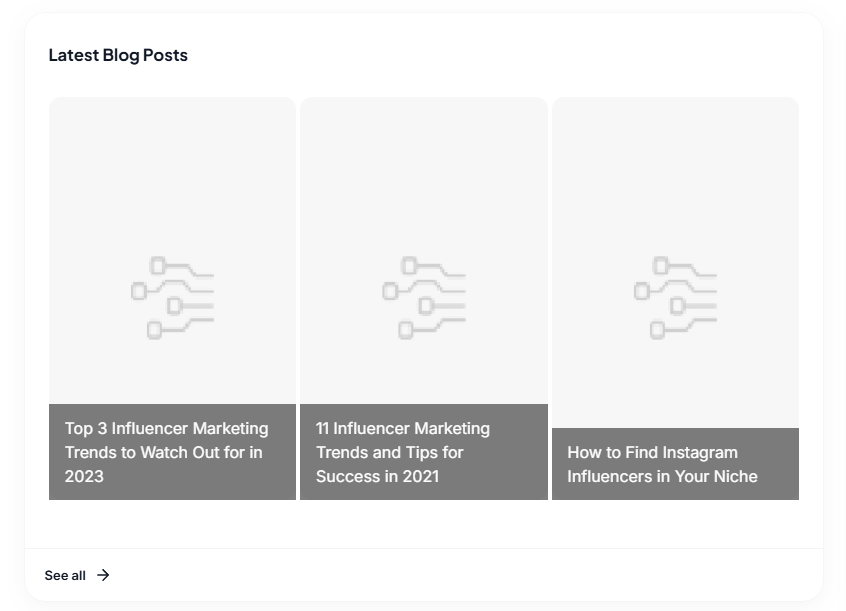 Latest Blog Posts
Top 3 Influencer Marketing
Trends to Watch Out for in
2023
11 Influencer Marketing
Trends and Tips for
Success in 2021
How to Find Instagram
Influencers in Your Niche
See all